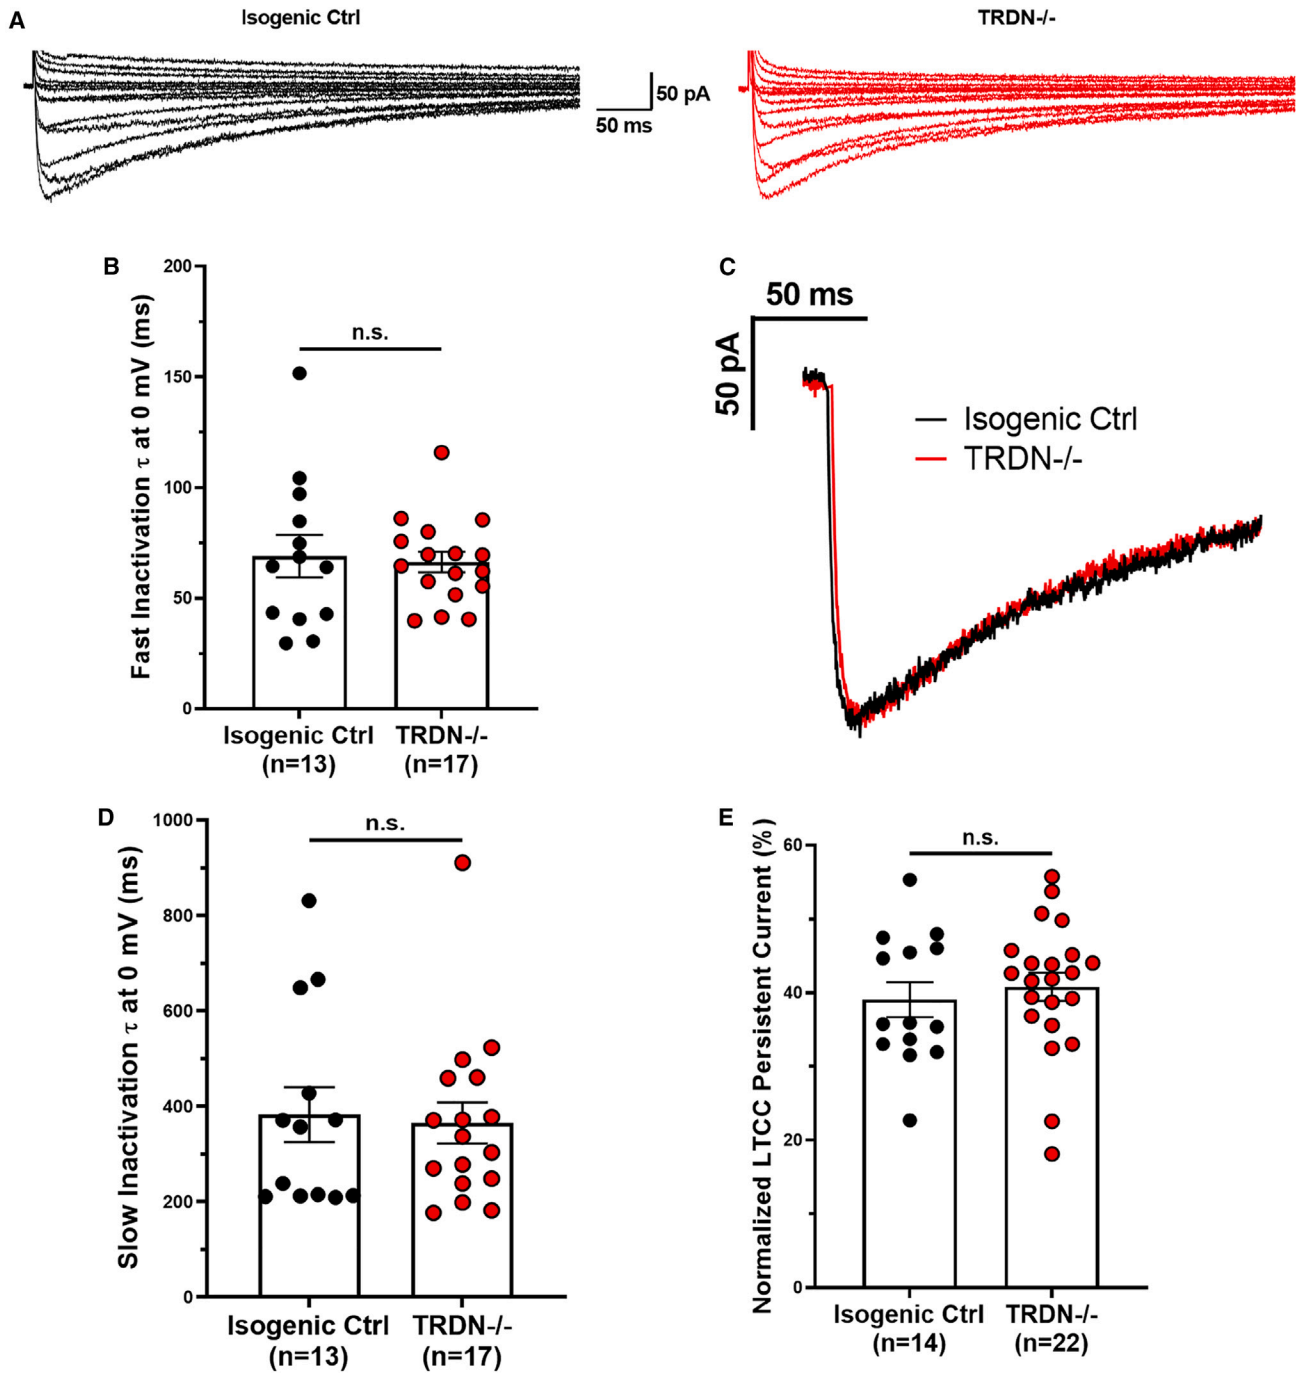 A
Isogenic Ctrl
TRDN-/-
50 pA
50 ms
B
Fast Inactivation τ at 0 mV (ms)
200
150
100
50
0
n.s.
Isogenic Ctrl
(n=13)
TRDN-/-
(n=17)
C
50 ms
50 pA
Isogenic Ctrl
TRDN-/-
D
Slow Inactivation τ at 0 mV (ms)
1000
800
600
400
200
0
n.s.
Isogenic Ctrl
(n=13)
TRDN-/-
(n=17)
E
Normalized LTCC Persistent Current (%)
60
40
20
0
n.s.
Isogenic Ctrl
(n=14)
TRDN-/-
(n=22)